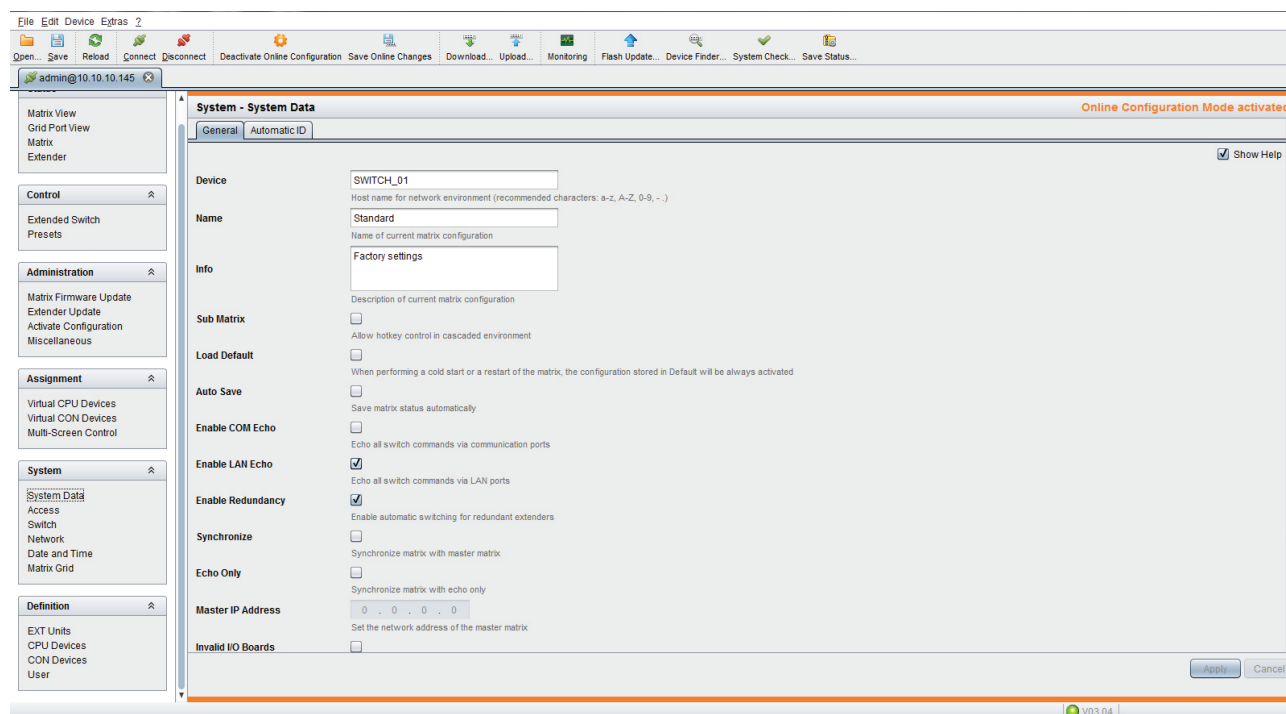 File Edit Device Extras ?
Open... Save Reload Connect Disconnect Deactivate Online Configuration Save Online Changes Download... Upload... Monitoring Flash Update... Device Finder... System Check... Save Status...
admin@10.10.10.145
Status
Matrix View
Grid Port View
Matrix
Extender
Control
Extended Switch
Presets
Administration
Matrix Firmware Update
Extender Update
Activate Configuration
Miscellaneous
Assignment
Virtual CPU Devices
Virtual CON Devices
Multi-Screen Control
System
System Data
Access
Switch
Network
Date and Time
Matrix Grid
Definition
EXT Units
CPU Devices
CON Devices
User
System - System Data Online Configuration Mode activated
General Automatic ID
Show Help
Device SWITCH_01
Host name for network environment (recommended characters: a-z, A-Z, 0-9, - .)
Name Standard
Name of current matrix configuration
Info Factory settings
Description of current matrix configuration
Sub Matrix
Allow hotkey control in cascaded environment
Load Default
When performing a cold start or a restart of the matrix, the configuration stored in Default will be always activated
Auto Save
Save matrix status automatically
Enable COM Echo
Echo all switch commands via communication ports
Enable LAN Echo
Echo all switch commands via LAN ports
Enable Redundancy
Enable automatic switching for redundant extenders
Synchronize
Synchronize matrix with master matrix
Echo Only
Synchronize matrix with echo only
Master IP Address 0 . 0 . 0 . 0
Set the network address of the master matrix
Invalid I/O Boards
Apply Cancel
V03.04